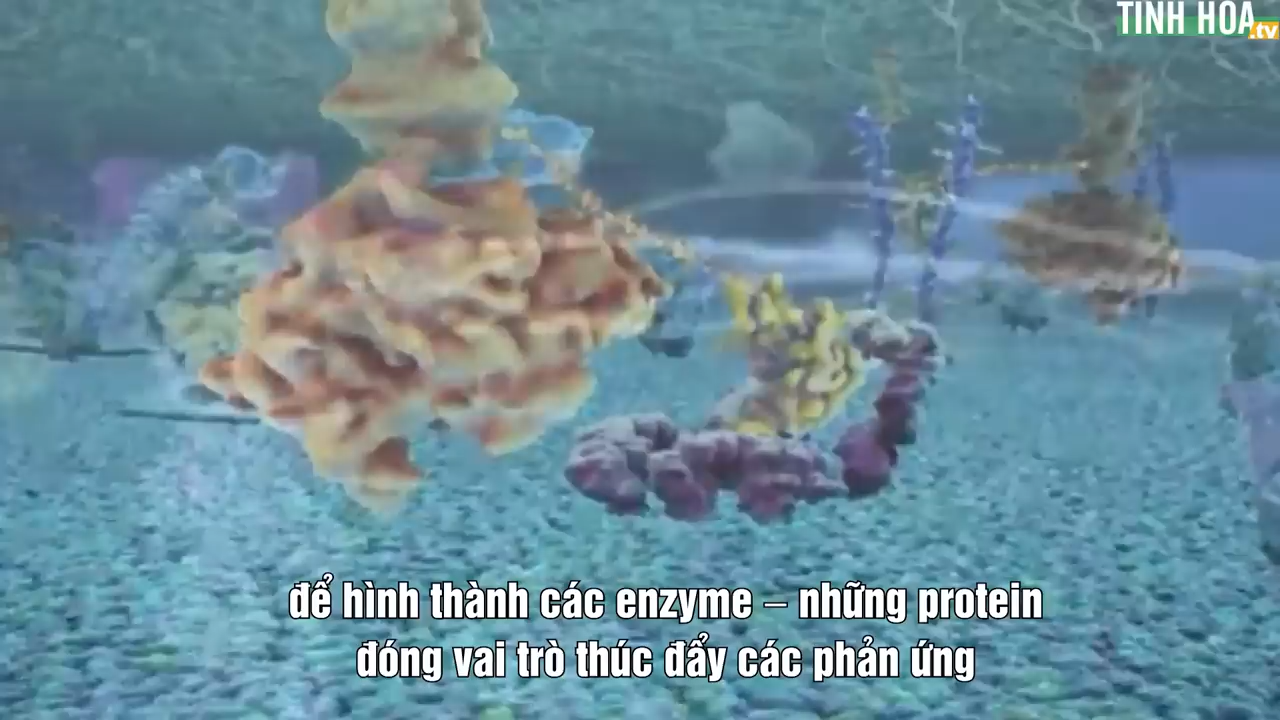 TINH HOA
.tv
để hình thành các enzyme – những protein
đóng vai trò thúc đẩy các phản ứng